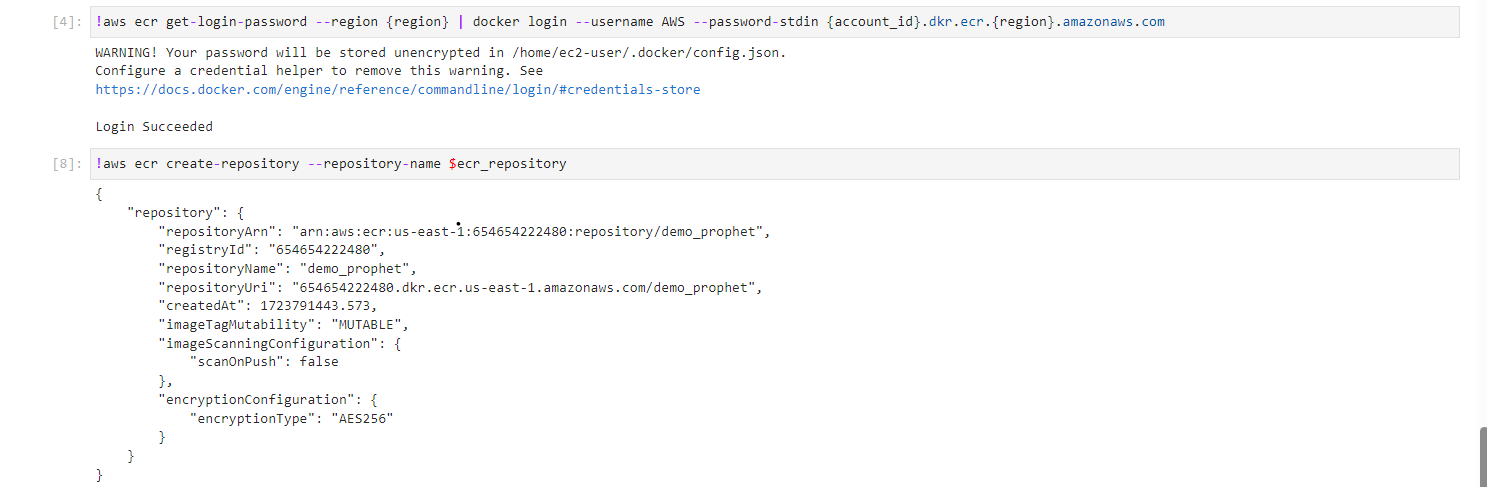 [4]: !aws ecr get-login-password --region {region} | docker login --username AWS --password-stdin {account_id}.dkr.ecr.{region}.amazonaws.com
WARNING! Your password will be stored unencrypted in /home/ec2-user/.docker/config.json.
Configure a credential helper to remove this warning. See
https://docs.docker.com/engine/reference/commandline/login/#credentials-store

Login Succeeded
[8]: !aws ecr create-repository --repository-name $ecr_repository
{
    "repository": {
        "repositoryArn": "arn:aws:ecr:us-east-1:654654222480:repository/demo_prophet",
        "registryId": "654654222480",
        "repositoryName": "demo_prophet",
        "repositoryUri": "654654222480.dkr.ecr.us-east-1.amazonaws.com/demo_prophet",
        "createdAt": 1723791443.573,
        "imageTagMutability": "MUTABLE",
        "imageScanningConfiguration": {
            "scanOnPush": false
        },
        "encryptionConfiguration": {
            "encryptionType": "AES256"
        }
    }
}